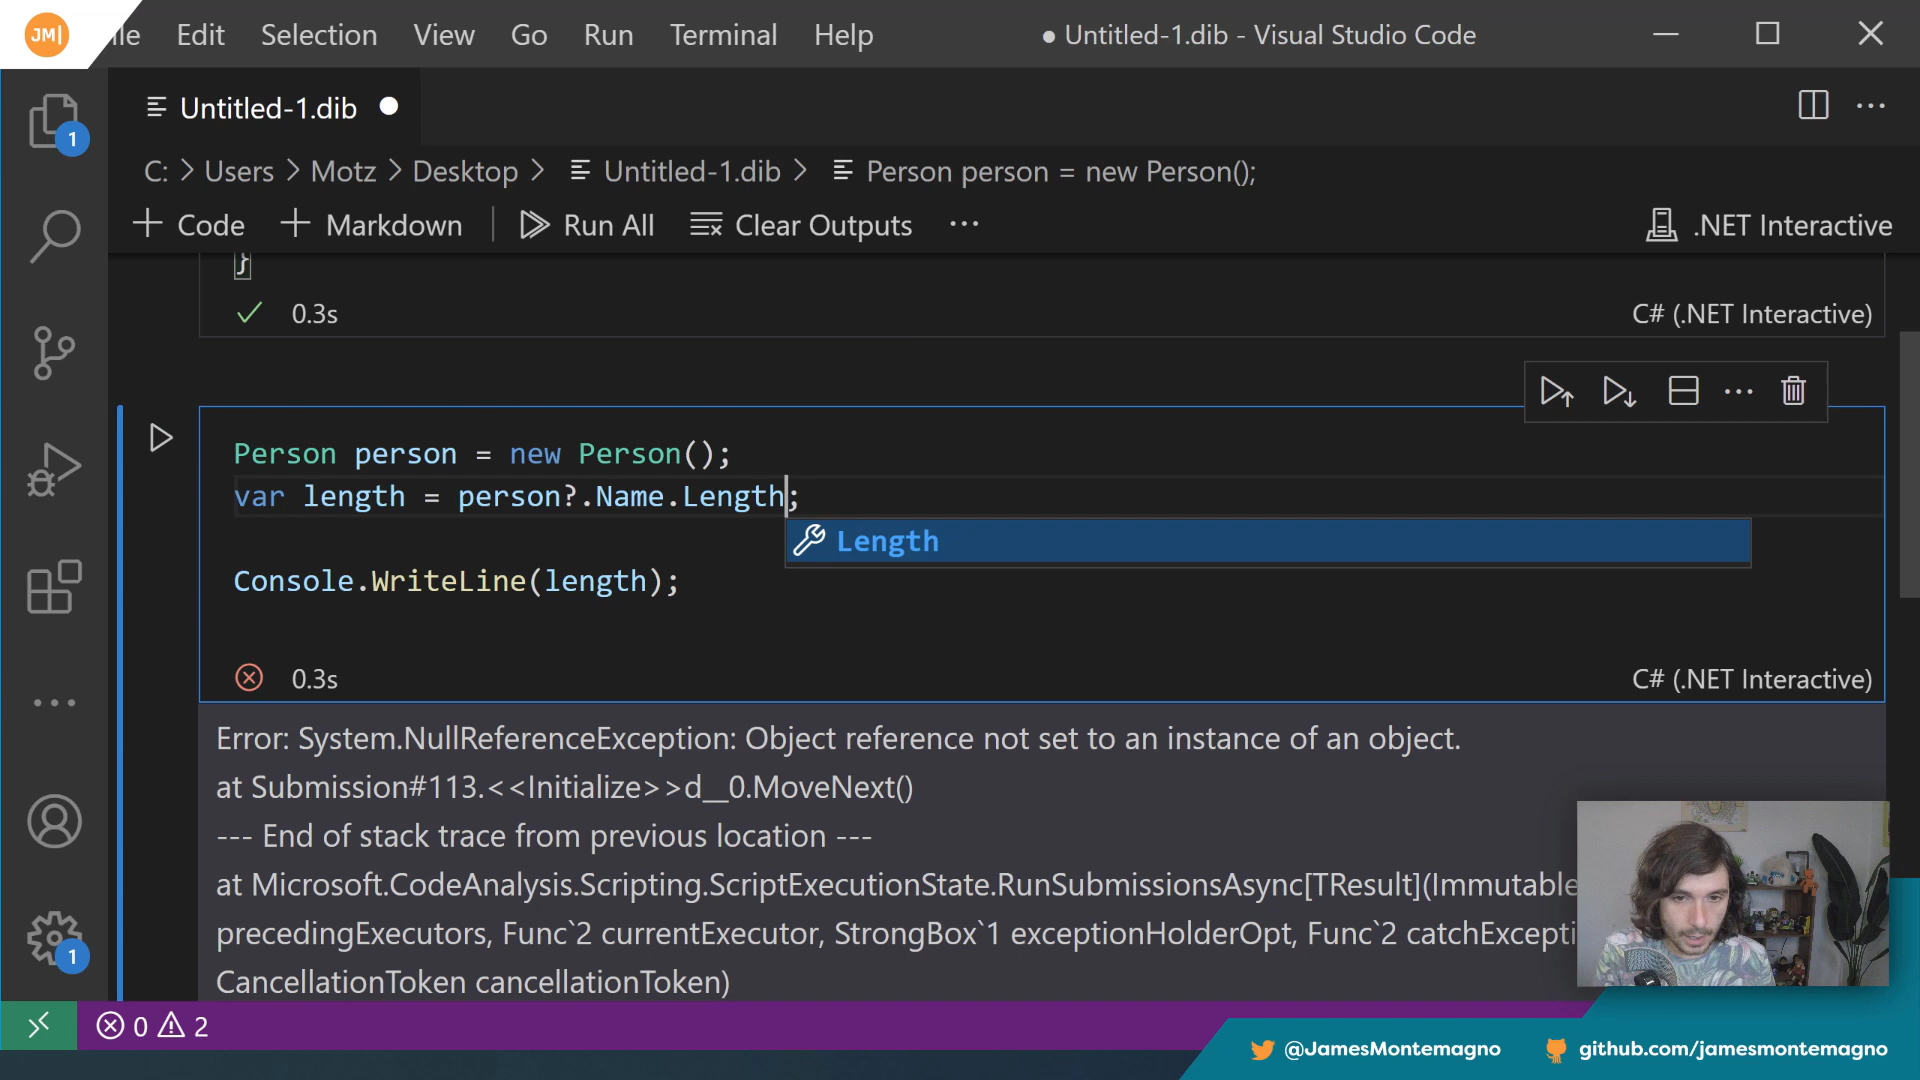 JM|
le Edit Selection View Go Run Terminal Help ● Untitled-1.dib - Visual Studio Code
Untitled-1.dib
C: > Users > Motz > Desktop > Untitled-1.dib > Person person = new Person();
+ Code + Markdown Run All Clear Outputs ··· .NET Interactive
}
0.3s C# (.NET Interactive)
Person person = new Person();
var length = person?.Name.Length;
Length
Console.WriteLine(length);
0.3s C# (.NET Interactive)
Error: System.NullReferenceException: Object reference not set to an instance of an object.
at Submission#113.<<Initialize>>d__0.MoveNext()
--- End of stack trace from previous location ---
at Microsoft.CodeAnalysis.Scripting.ScriptExecutionState.RunSubmissionsAsync[TResult](Immutable
precedingExecutors, Func`2 currentExecutor, StrongBox`1 exceptionHolderOpt, Func`2 catchExcepti
CancellationToken cancellationToken)
1
1
0 2
@JamesMontemagno github.com/jamesmontemagno